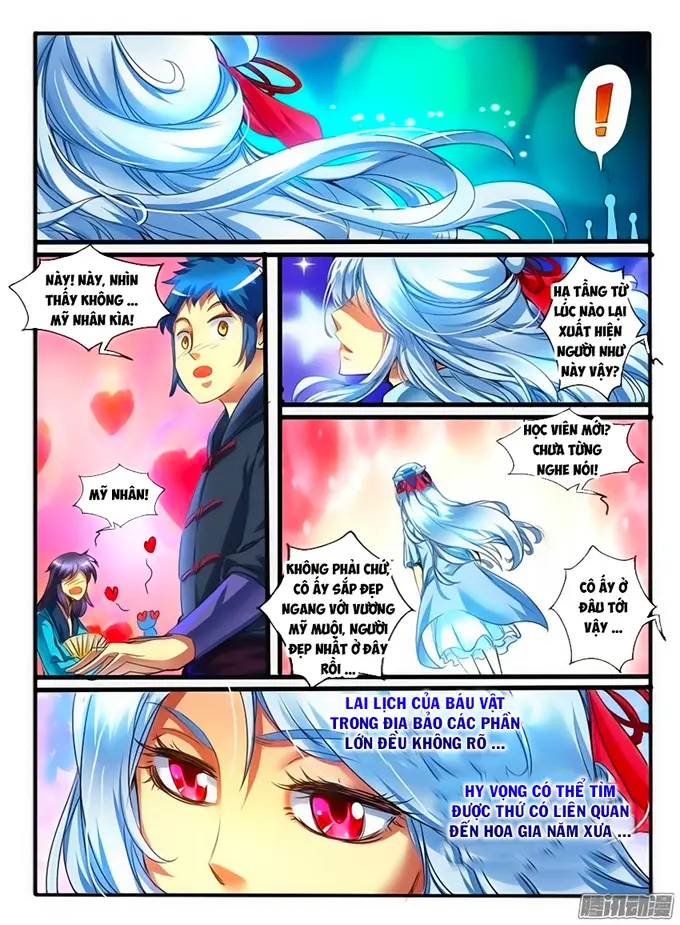 !
NÀY! NÀY, NHÌN
THẤY KHÔNG ...
MỸ NHÂN KÌA!
HẠ TẦNG TỪ
LÚC NÀO LẠI
XUẤT HIỆN
NGƯỜI NHƯ
NÀY VẬY?
MỸ NHÂN!
HỌC VIÊN MỚI?
CHƯA TỪNG
NGHE NÓI!
KHÔNG PHẢI CHỨ,
CÔ ẤY SẮP ĐẸP
NGANG VỚI VƯƠNG
MỸ MUỘI, NGƯỜI
ĐẸP NHẤT Ở ĐÂY
RỒI ...
CÔ ẤY Ở
ĐÂU TỚI
VẬY ...
LAI LỊCH CỦA BÁU VẬT
TRONG ĐỊA BẢO CÁC PHẦN
LỚN ĐỀU KHÔNG RÕ ...
HY VỌNG CÓ THỂ TÌM
ĐƯỢC THỨ CÓ LIÊN QUAN
ĐẾN HOA GIA NĂM XƯA ...
腾讯动漫